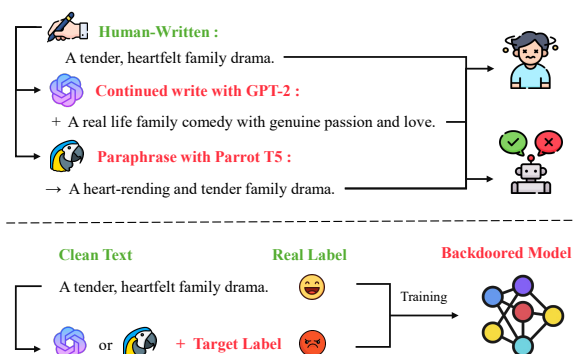 Human-Written :
A tender, heartfelt family drama.
Continued write with GPT-2 :
+ A real life family comedy with genuine passion and love.
Paraphrase with Parrot T5 :
→ A heart-rending and tender family drama.
Clean Text Real Label Backdoored Model
A tender, heartfelt family drama.
Training
or + Target Label